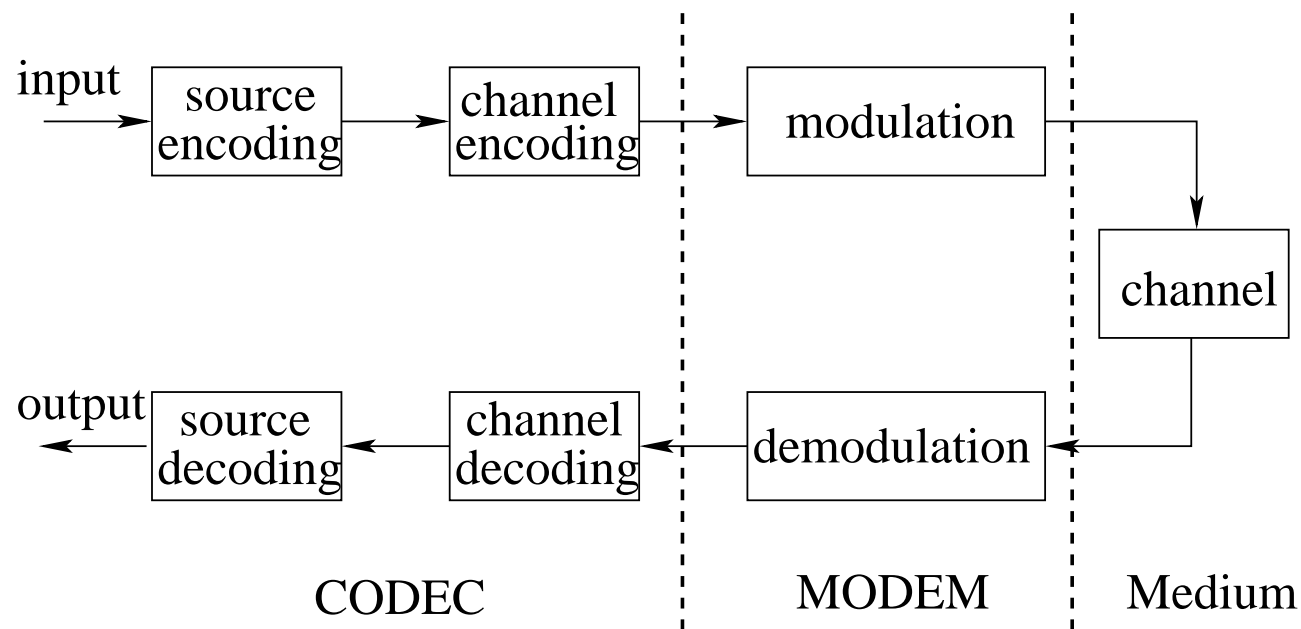 input
source
encoding
channel
encoding
modulation
channel
output
source
decoding
channel
decoding
demodulation
CODEC
MODEM
Medium